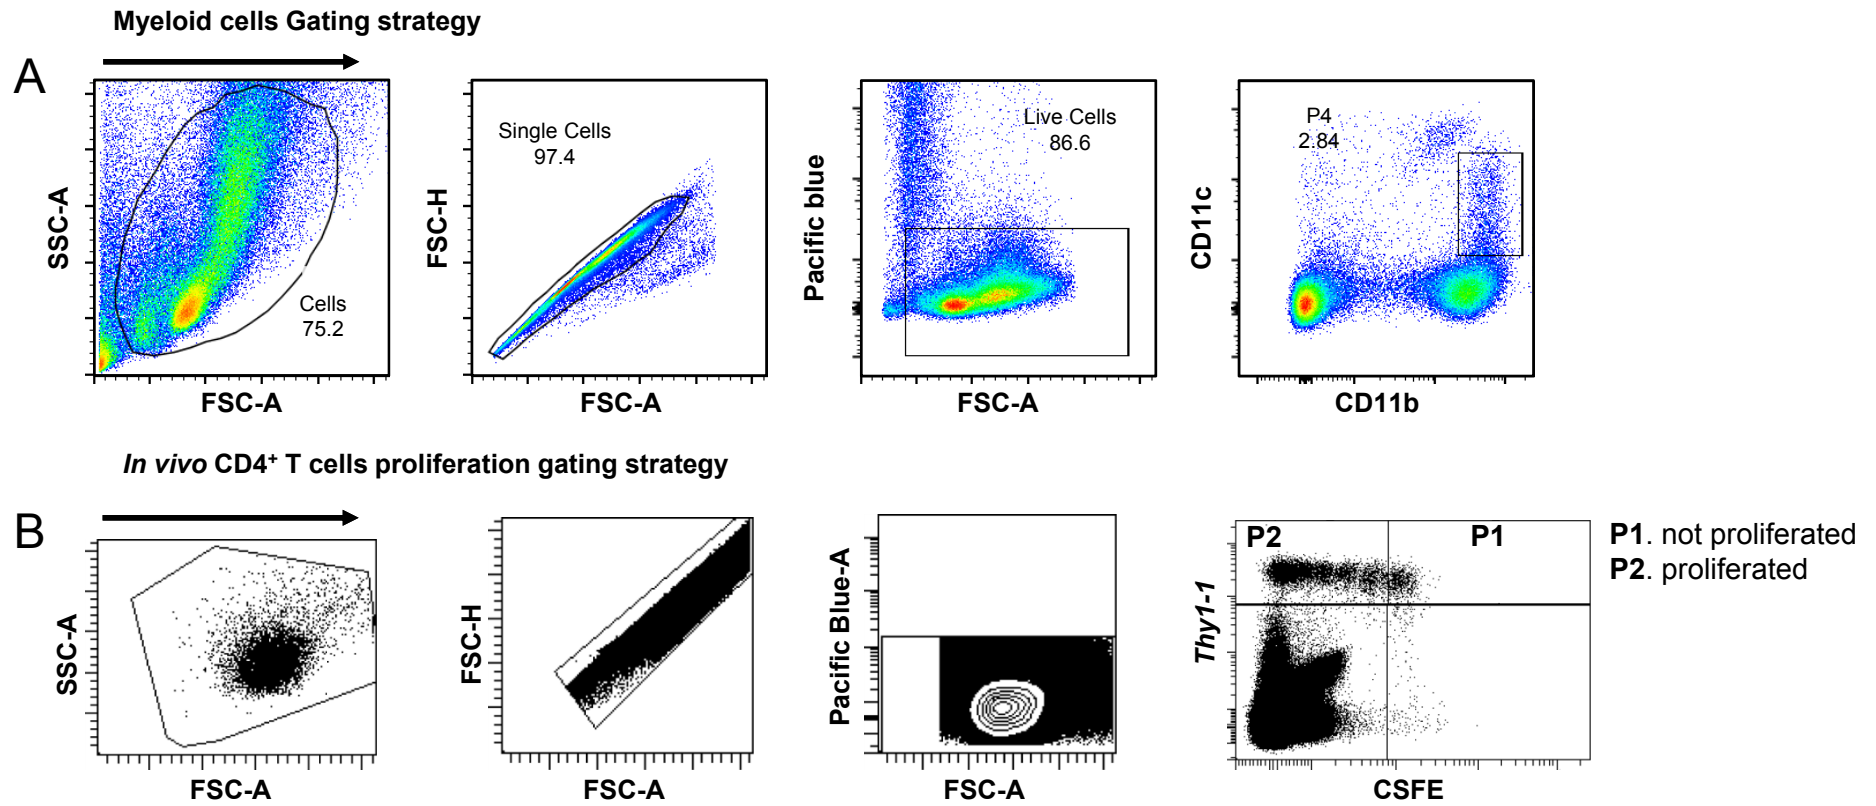 Myeloid cells Gating strategy
A
SSC-A
Cells
75.2
FSC-A
FSC-H
Single Cells
97.4
FSC-A
Pacific blue
Live Cells
86.6
FSC-A
CD11c
P4
2.84
CD11b
In vivo CD4⁺ T cells proliferation gating strategy
B
SSC-A
FSC-A
FSC-H
FSC-A
Pacific Blue-A
FSC-A
Thy1-1
P2
P1
CSFE
P1. not proliferated
P2. proliferated